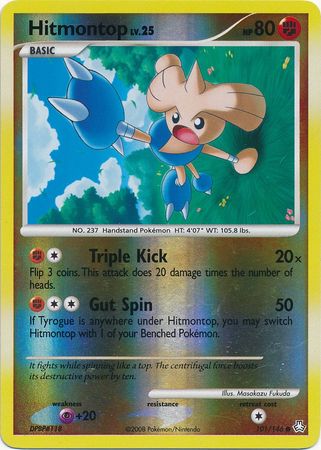 Hitmontop LV.25 HP 80
BASIC
NO. 237 Handstand Pokémon HT: 4'07" WT: 105.8 lbs.
Triple Kick 20×
Flip 3 coins. This attack does 20 damage times the number of
heads.
Gut Spin 50
If Tyrogue is anywhere under Hitmontop, you may switch
Hitmontop with 1 of your Benched Pokémon.
It fights while spinning like a top. The centrifugal force boosts
its destructive power by ten.
Illus. Masakazu Fukuda
weakness resistance retreat cost
+20
DPBP#118 ©2008 Pokémon/Nintendo 101/146